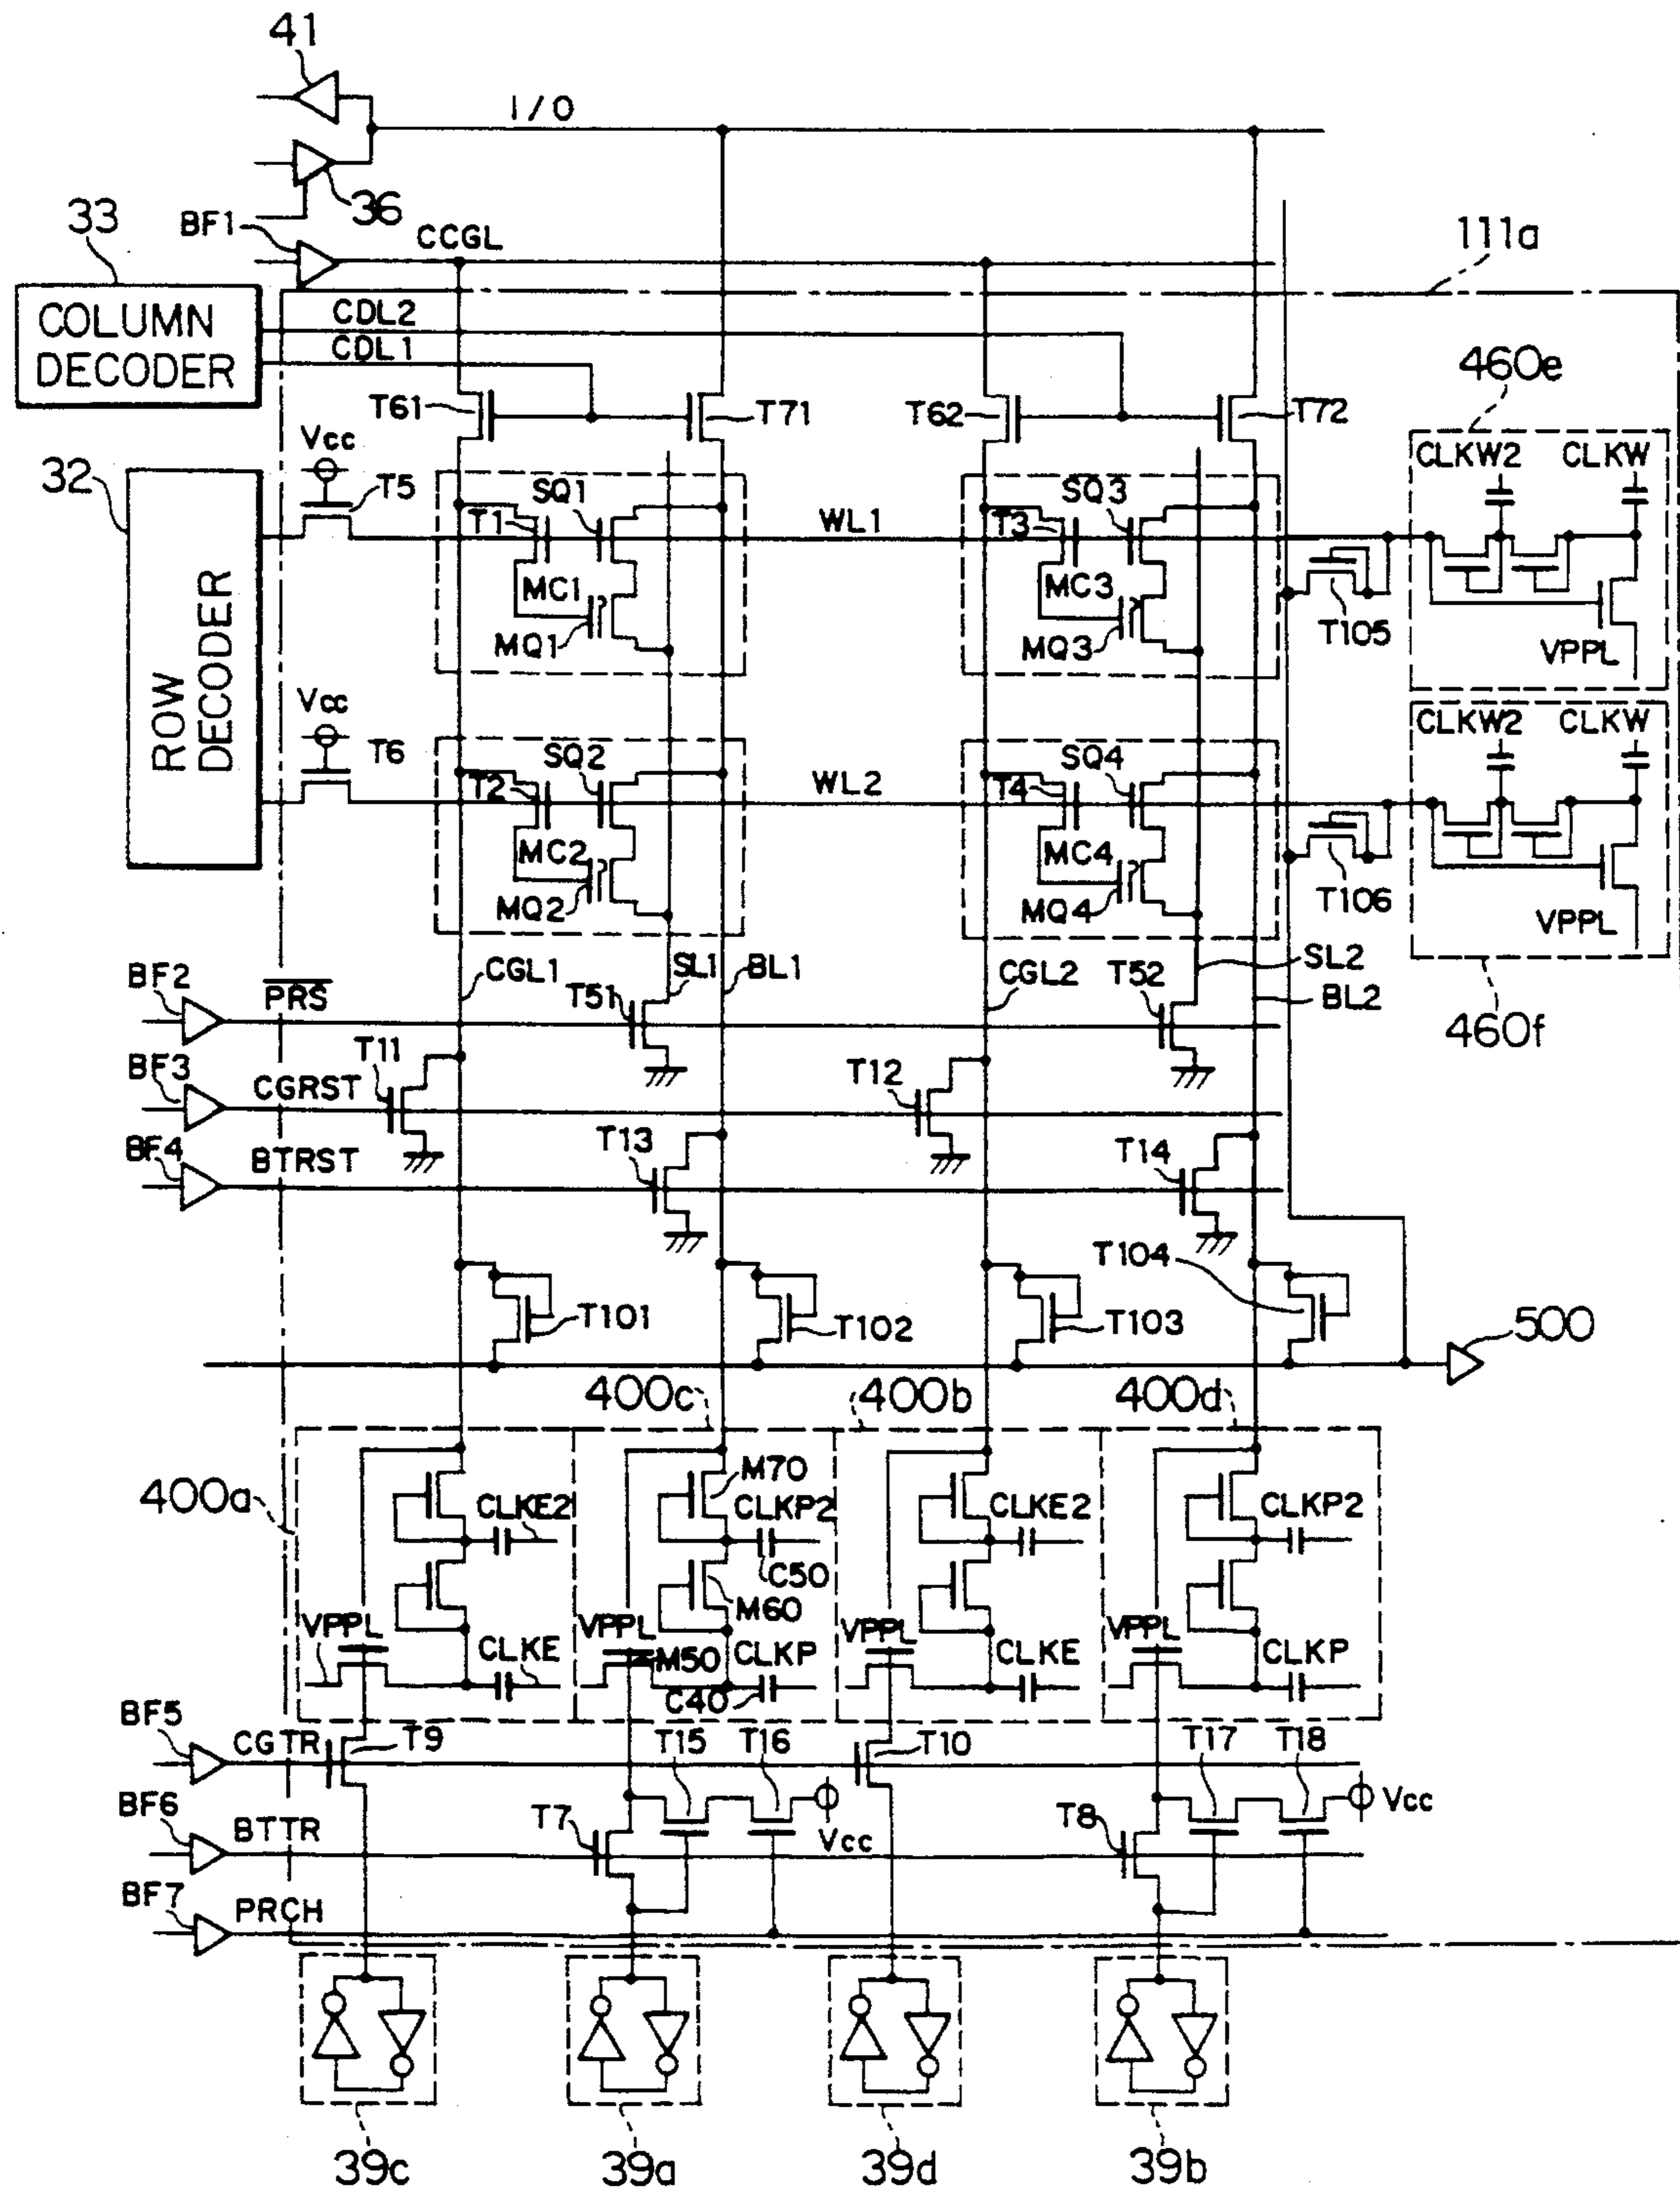 41
I/O
36
33
BF1
CCGL
111a
COLUMN
DECODER
CDL2
CDL1
T61
T71
T62
T72
460e
Vcc
CLKW2
CLKW
32
T5
SQ1
T1
WL1
SQ3
T3
MC1
MC3
MQ1
MQ3
T105
VPPL
ROW
DECODER
Vcc
T6
SQ2
T2
WL2
SQ4
T4
CLKW2
CLKW
MC2
MC4
MQ2
MQ4
T106
VPPL
BF2
PRS
CGL1
T51
SL1
BL1
CGL2
T52
SL2
BL2
460f
BF3
CGRST
T11
T12
BF4
BTRST
T13
T14
T101
T102
T103
T104
500
400c
400b
400d
400a
M70
CLKE2
CLKP2
CLKE2
CLKP2
C50
M60
VPPL
CLKE
VPPL
M50
CLKP
VPPL
CLKE
VPPL
CLKP
C40
BF5
CGTR
T9
T15
T16
T10
T17
T18
BF6
BTTR
T7
Vcc
T8
Vcc
BF7
PRCH
39c
39a
39d
39b